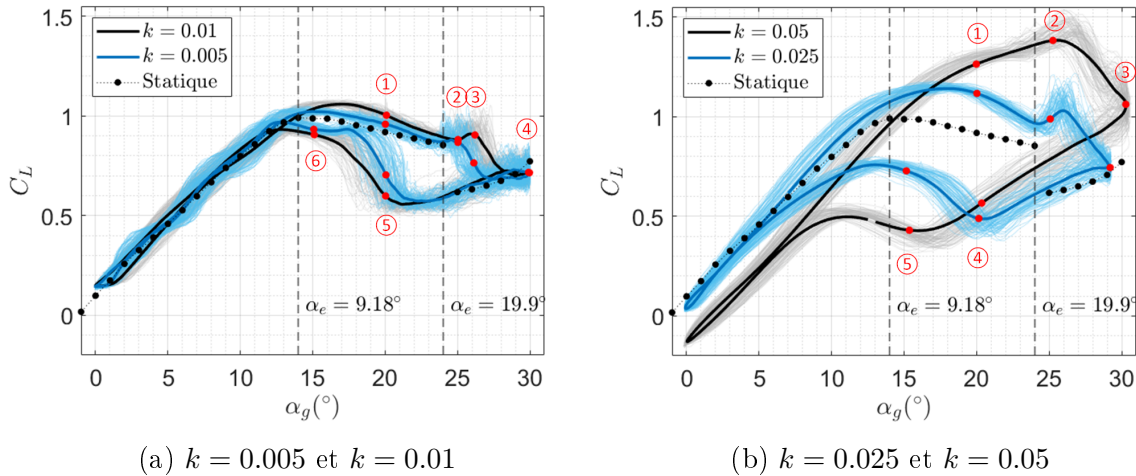 1.5
1
0.5
0
C_L
k = 0.01
k = 0.005
Statique
① ② ③ ④ ⑤ ⑥
α_e = 9.18°
α_e = 19.9°
0 5 10 15 20 25 30
α_g(°)
(a) k = 0.005 et k = 0.01
1.5
1
0.5
0
C_L
k = 0.05
k = 0.025
Statique
① ② ③ ④ ⑤
α_e = 9.18°
α_e = 19.9°
0 5 10 15 20 25 30
α_g(°)
(b) k = 0.025 et k = 0.05